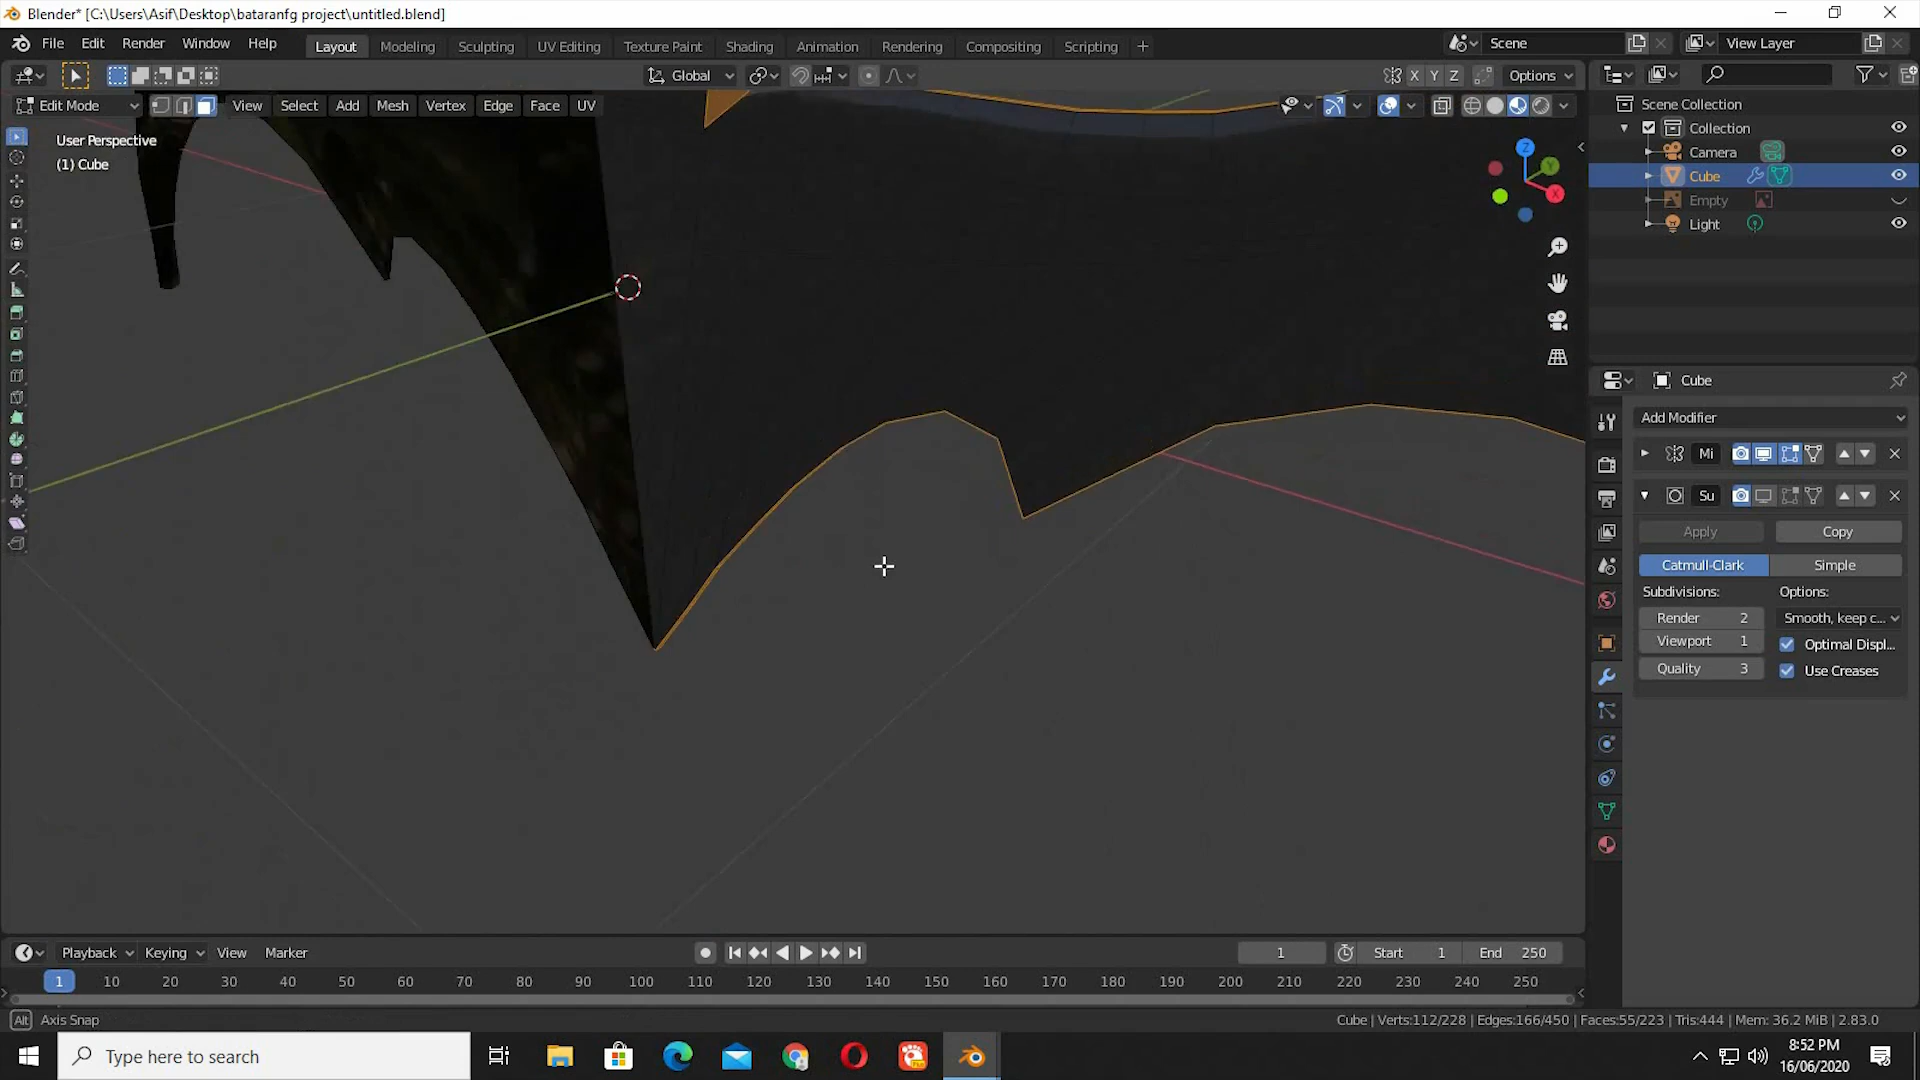 Blender* [C:\Users\Asif\Desktop\bataranfg project\untitled.blend]
File Edit Render Window Help Layout Modeling Sculpting UV Editing Texture Paint Shading Animation Rendering Compositing Scripting + Scene View Layer
Global X Y Z Options
Edit Mode View Select Add Mesh Vertex Edge Face UV
Scene Collection
Collection
Camera
Cube
Empty
Light
User Perspective
(1) Cube
Z
Y
X
Cube
Add Modifier
Mi
Su
Apply Copy
Catmull-Clark Simple
Subdivisions: Options:
Render 2 Smooth, keep c...
Viewport 1 Optimal Displ...
Quality 3 Use Creases
Playback Keying View Marker 1 Start 1 End 250
1 10 20 30 40 50 60 70 80 90 100 110 120 130 140 150 160 170 180 190 200 210 220 230 240 250
Alt Axis Snap Cube | Verts:112/228 | Edges:166/450 | Faces:55/223 | Tris:444 | Mem: 36.2 MiB | 2.83.0
Type here to search
8:52 PM
16/06/2020